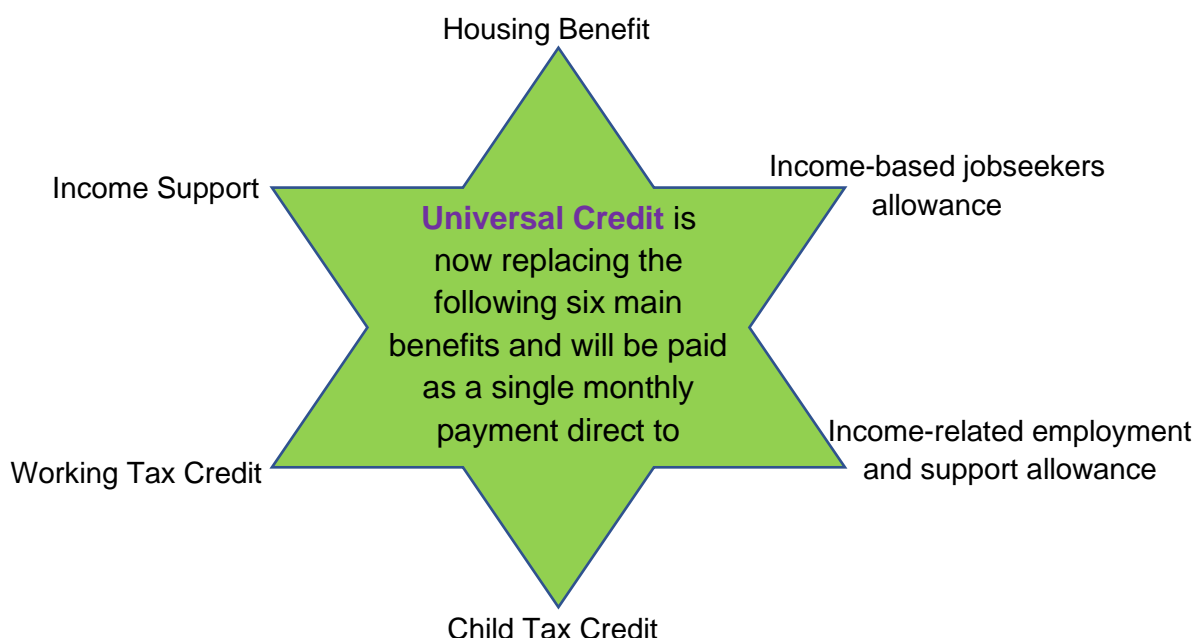 Housing Benefit
Income-based jobseekers
allowance
Income Support
Universal Credit is
now replacing the
following six main
benefits and will be paid
as a single monthly
payment direct to
Income-related employment
and support allowance
Working Tax Credit
Child Tax Credit